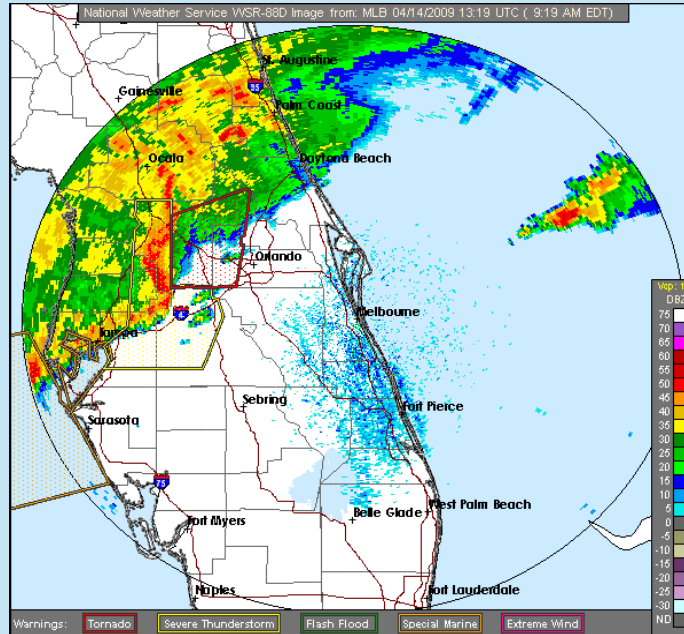 National Weather Service WSR-88D Image from: MLB 04/14/2009 13:19 UTC ( 9:19 AM EDT)
St. Augustine
Gainesville
95
Palm Coast
Ocala
Daytona Beach
Orlando
4
Melbourne
Tampa
Sebring
Fort Pierce
Sarasota
75
West Palm Beach
Belle Glade
Fort Myers
Naples
Fort Lauderdale
DBZ
75
70
65
60
55
50
45
40
35
30
25
20
15
10
5
0
-5
-10
-15
-20
-25
-30
ND
Warnings: Tornado Severe Thunderstorm Flash Flood Special Marine Extreme Wind